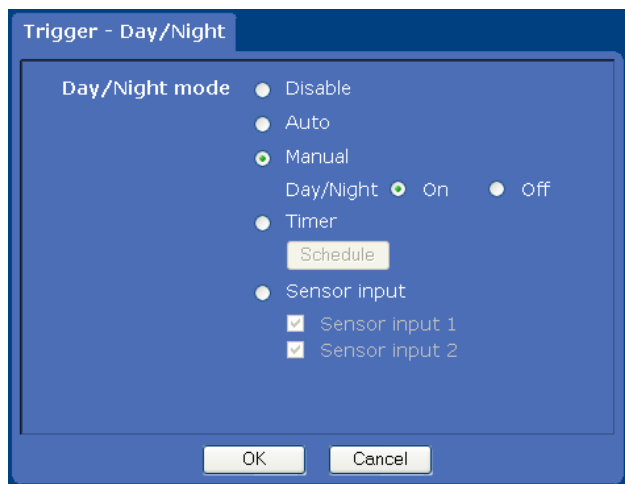 Trigger - Day/Night
Day/Night mode Disable
Auto
Manual
Day/Night On Off
Timer
Schedule
Sensor input
Sensor input 1
Sensor input 2
OK Cancel